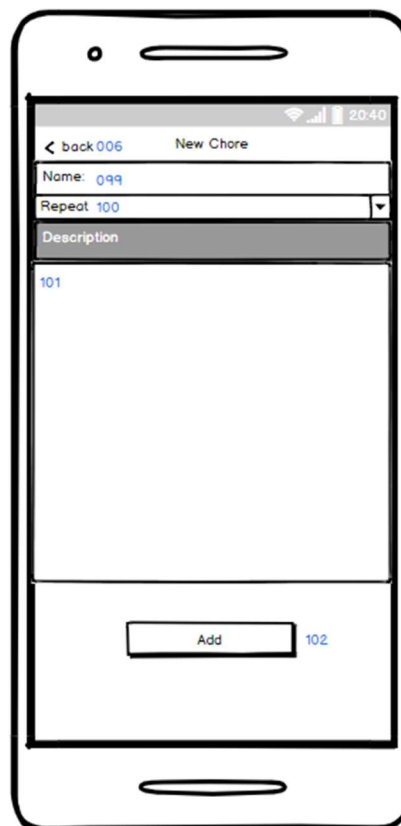 20:40
back 006 New Chore
Name: 099
Repeat 100
Description
101
Add 102